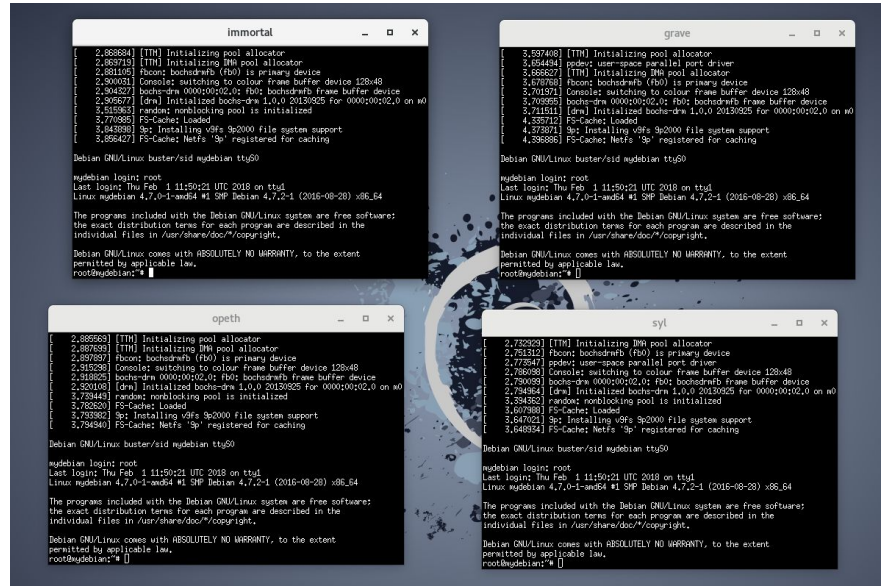 immortal
[    2.868684] [TTM] Initializing pool allocator
[    2.869719] [TTM] Initializing DMA pool allocator
[    2.881105] fbcon: bochsdrmfb (fb0) is primary device
[    2.900031] Console: switching to colour frame buffer device 128x48
[    2.904327] bochs-drm 0000:00:02.0: fb0: bochsdrmfb frame buffer device
[    2.905677] [drm] Initialized bochs-drm 1.0.0 20130925 for 0000:00:02.0 on m0
[    3.515963] random: nonblocking pool is initialized
[    3.770985] FS-Cache: Loaded
[    3.843898] 9p: Installing v9fs 9p2000 file system support
[    3.856427] FS-Cache: Netfs '9p' registered for caching
Debian GNU/Linux buster/sid mydebian ttyS0
mydebian login: root
Last login: Thu Feb  1 11:50:21 UTC 2018 on tty1
Linux mydebian 4.7.0-1-amd64 #1 SMP Debian 4.7.2-1 (2016-08-28) x86_64
The programs included with the Debian GNU/Linux system are free software;
the exact distribution terms for each program are described in the
individual files in /usr/share/doc/*/copyright.
Debian GNU/Linux comes with ABSOLUTELY NO WARRANTY, to the extent
permitted by applicable law.
root@mydebian:~#
grave
[    3.597408] [TTM] Initializing pool allocator
[    3.654494] ppdev: user-space parallel port driver
[    3.666627] [TTM] Initializing DMA pool allocator
[    3.678768] fbcon: bochsdrmfb (fb0) is primary device
[    3.701971] Console: switching to colour frame buffer device 128x48
[    3.709955] bochs-drm 0000:00:02.0: fb0: bochsdrmfb frame buffer device
[    3.711511] [drm] Initialized bochs-drm 1.0.0 20130925 for 0000:00:02.0 on m0
[    4.335712] FS-Cache: Loaded
[    4.373871] 9p: Installing v9fs 9p2000 file system support
[    4.396886] FS-Cache: Netfs '9p' registered for caching
Debian GNU/Linux buster/sid mydebian ttyS0
mydebian login: root
Last login: Thu Feb  1 11:50:21 UTC 2018 on tty1
Linux mydebian 4.7.0-1-amd64 #1 SMP Debian 4.7.2-1 (2016-08-28) x86_64
The programs included with the Debian GNU/Linux system are free software;
the exact distribution terms for each program are described in the
individual files in /usr/share/doc/*/copyright.
Debian GNU/Linux comes with ABSOLUTELY NO WARRANTY, to the extent
permitted by applicable law.
root@mydebian:~#
opeth
[    2.885569] [TTM] Initializing pool allocator
[    2.887699] [TTM] Initializing DMA pool allocator
[    2.897897] fbcon: bochsdrmfb (fb0) is primary device
[    2.915298] Console: switching to colour frame buffer device 128x48
[    2.918825] bochs-drm 0000:00:02.0: fb0: bochsdrmfb frame buffer device
[    2.920108] [drm] Initialized bochs-drm 1.0.0 20130925 for 0000:00:02.0 on m0
[    3.739449] random: nonblocking pool is initialized
[    3.782620] FS-Cache: Loaded
[    3.793982] 9p: Installing v9fs 9p2000 file system support
[    3.794940] FS-Cache: Netfs '9p' registered for caching
Debian GNU/Linux buster/sid mydebian ttyS0
mydebian login: root
Last login: Thu Feb  1 11:50:21 UTC 2018 on tty1
Linux mydebian 4.7.0-1-amd64 #1 SMP Debian 4.7.2-1 (2016-08-28) x86_64
The programs included with the Debian GNU/Linux system are free software;
the exact distribution terms for each program are described in the
individual files in /usr/share/doc/*/copyright.
Debian GNU/Linux comes with ABSOLUTELY NO WARRANTY, to the extent
permitted by applicable law.
root@mydebian:~#
syl
[    2.732929] [TTM] Initializing DMA pool allocator
[    2.751312] fbcon: bochsdrmfb (fb0) is primary device
[    2.773547] ppdev: user-space parallel port driver
[    2.786098] Console: switching to colour frame buffer device 128x48
[    2.790099] bochs-drm 0000:00:02.0: fb0: bochsdrmfb frame buffer device
[    2.794964] [drm] Initialized bochs-drm 1.0.0 20130925 for 0000:00:02.0 on m0
[    3.394362] random: nonblocking pool is initialized
[    3.607988] FS-Cache: Loaded
[    3.647021] 9p: Installing v9fs 9p2000 file system support
[    3.648934] FS-Cache: Netfs '9p' registered for caching
Debian GNU/Linux buster/sid mydebian ttyS0
mydebian login: root
Last login: Thu Feb  1 11:50:21 UTC 2018 on tty1
Linux mydebian 4.7.0-1-amd64 #1 SMP Debian 4.7.2-1 (2016-08-28) x86_64
The programs included with the Debian GNU/Linux system are free software;
the exact distribution terms for each program are described in the
individual files in /usr/share/doc/*/copyright.
Debian GNU/Linux comes with ABSOLUTELY NO WARRANTY, to the extent
permitted by applicable law.
root@mydebian:~#